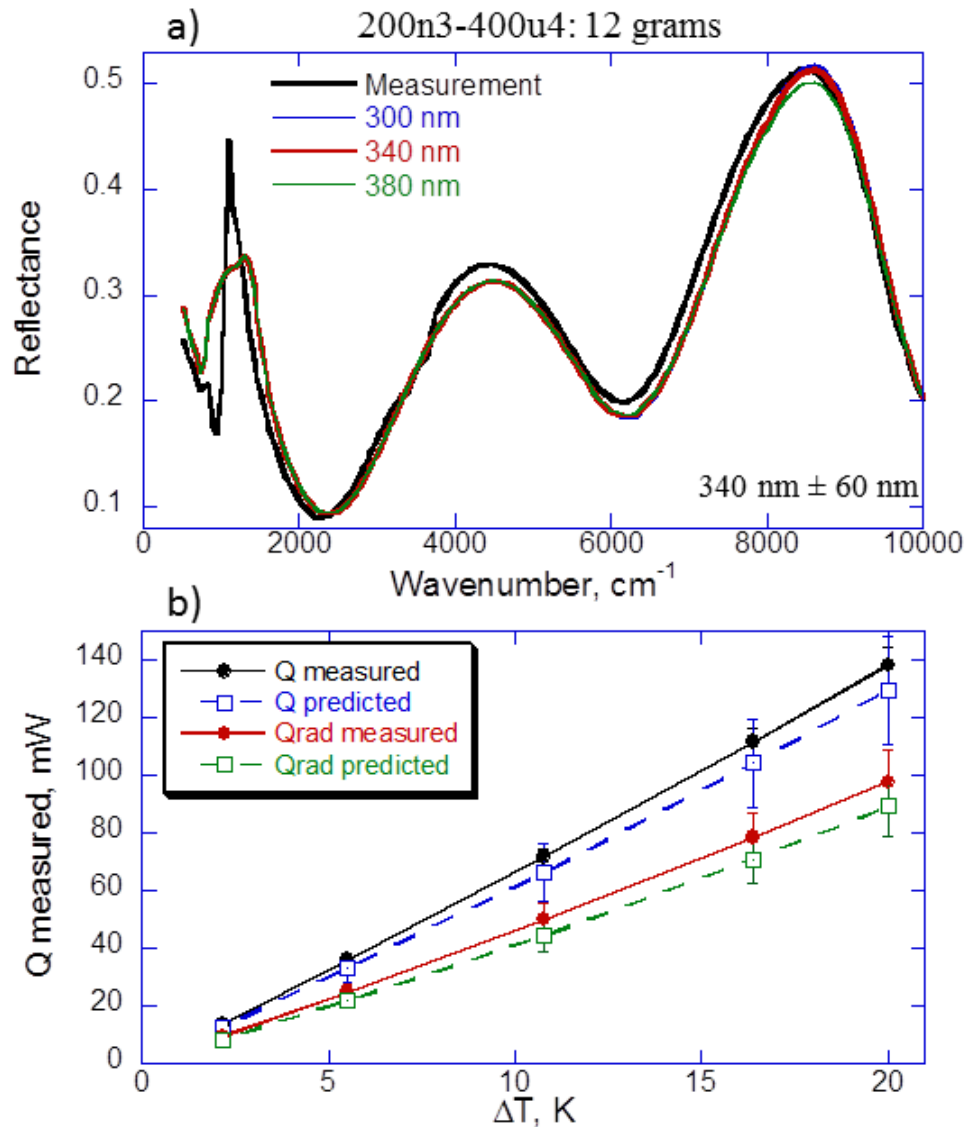 a)
200n3-400u4: 12 grams
Measurement
300 nm
340 nm
380 nm
0.5
0.4
0.3
0.2
0.1
Reflectance
340 nm ± 60 nm
0 2000 4000 6000 8000 10000
Wavenumber, cm⁻¹
b)
Q measured
Q predicted
Qrad measured
Qrad predicted
140
120
100
80
60
40
20
0
Q measured, mW
0 5 10 15 20
ΔT, K